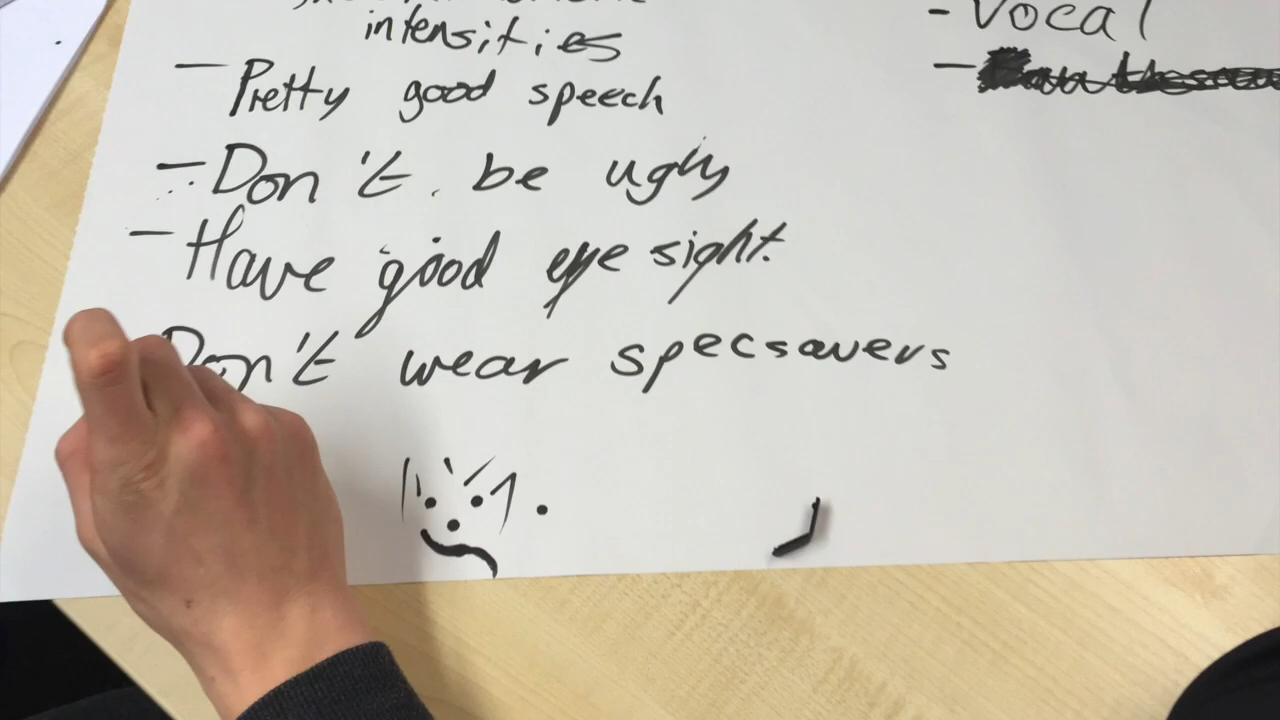 intensities
- Pretty good speech
- Don't be ugly
- Have good eye sight.
Don't wear specsavers
- Vocal